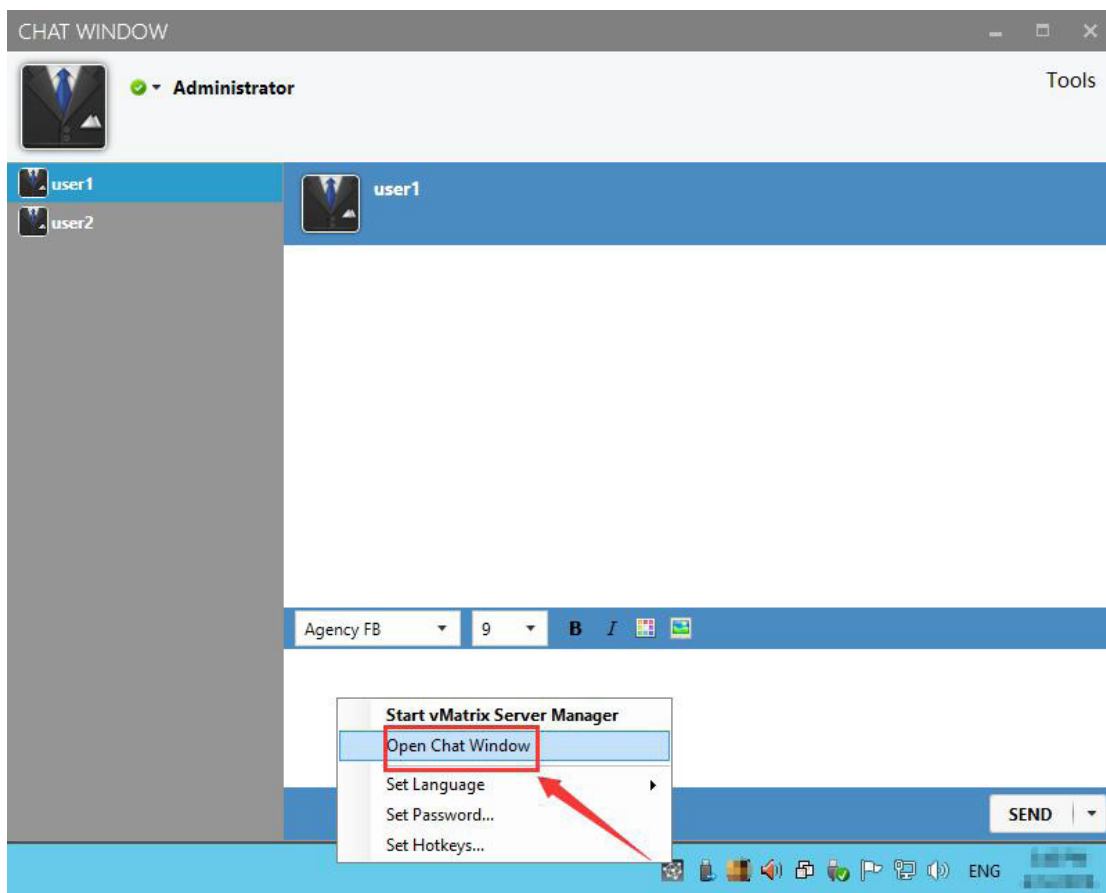 CHAT WINDOW
Administrator
Tools
user1
user2
user1
Agency FB
9
B
I
Start vMatrix Server Manager
Open Chat Window
Set Language
Set Password...
Set Hotkeys...
SEND
ENG